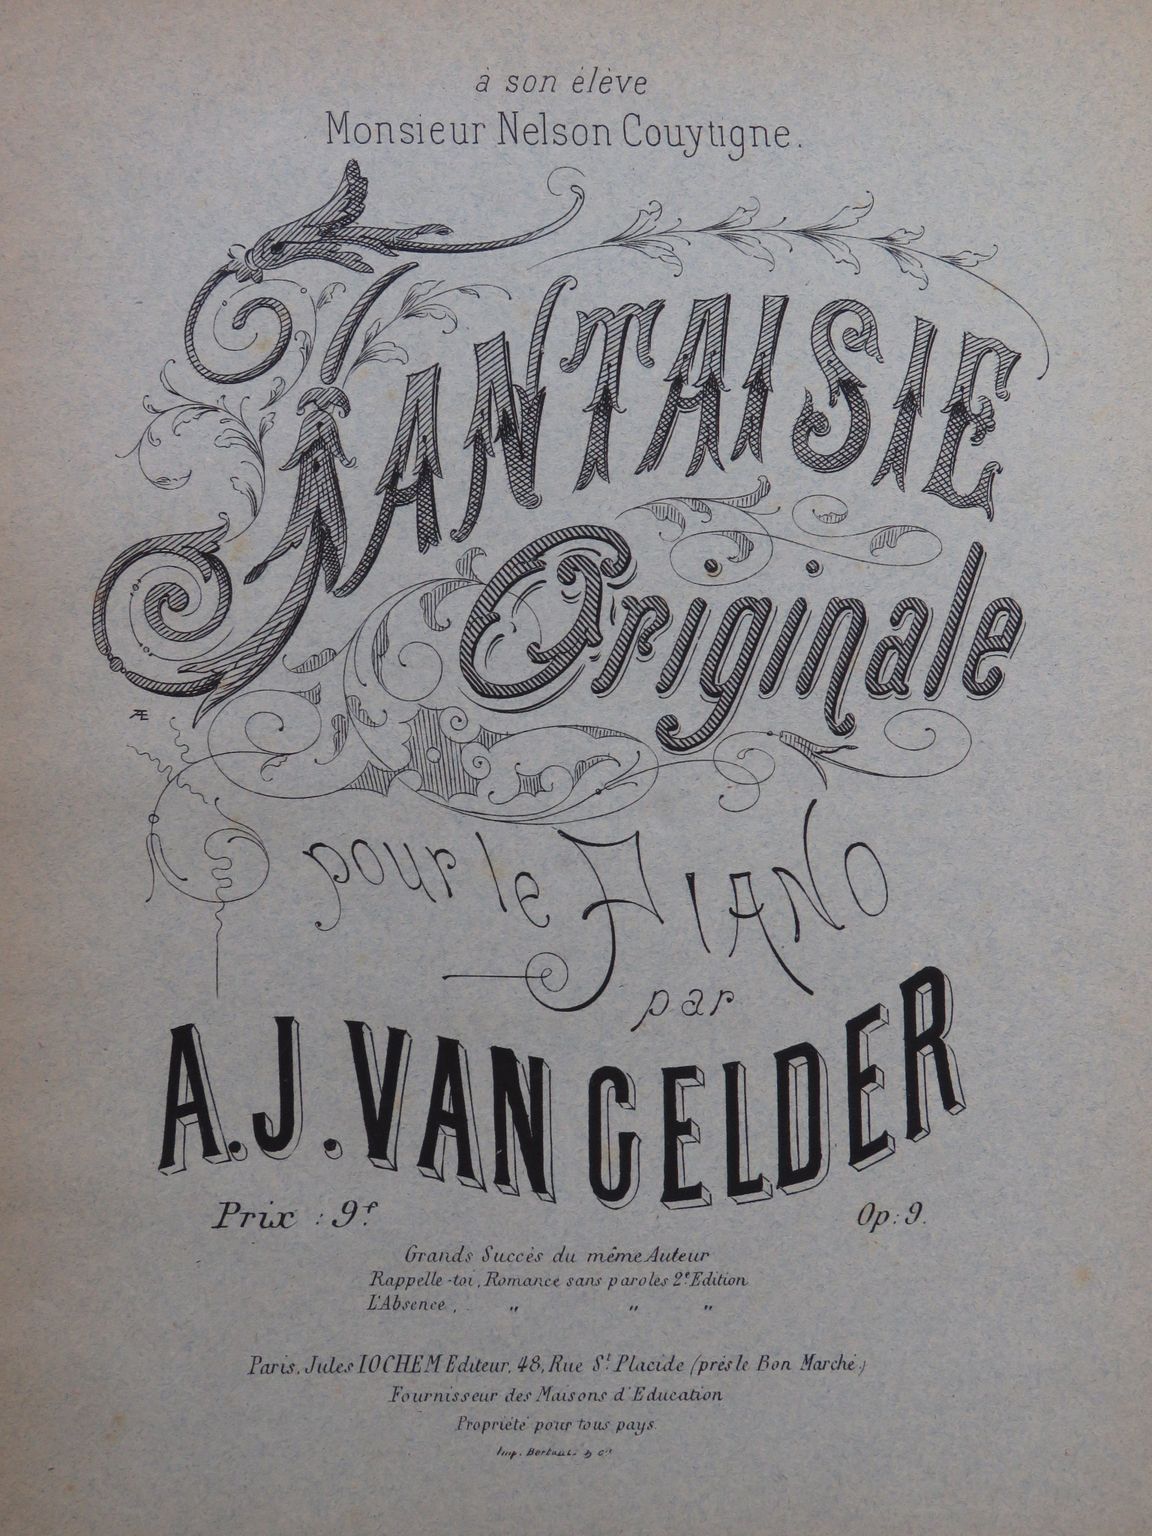 à son élève
Monsieur Nelson Couytigne.
FANTAISIE
Originale
pour le PIANO
par
A. J. VAN GELDER
Prix : 9f.
Op: 9.
Grands Succès du même Auteur
Rappelle-toi, Romance sans paroles 2e Edition
L'Absence, " " "
Paris, Jules IOCHEM Editeur, 48, Rue St. Placide (près le Bon Marché.)
Fournisseur des Maisons d'Education
Propriété pour tous pays.
Imp.